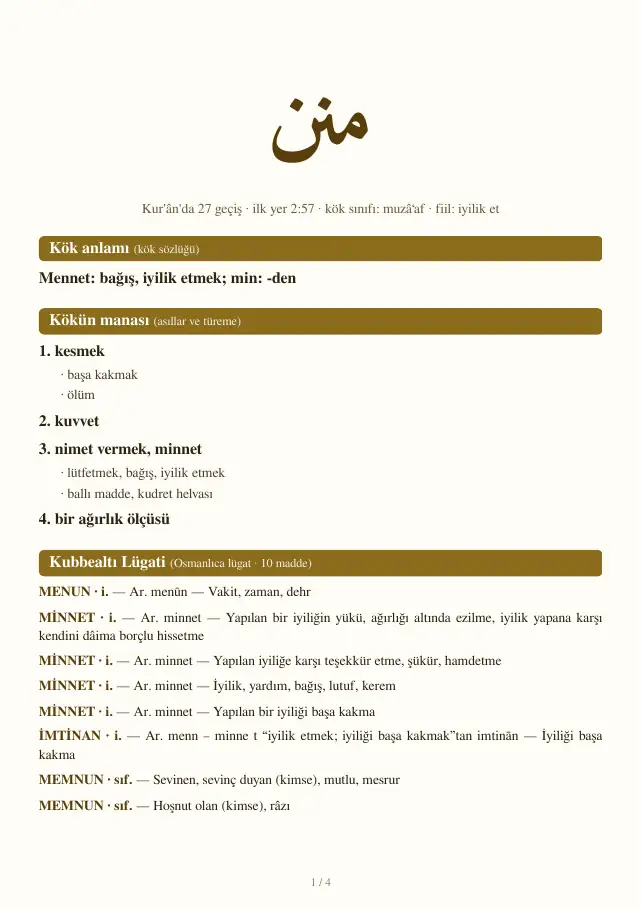 منن
Kur'ân'da 27 geçiş · ilk yer 2:57 · kök sınıfı: muzâ‘af · fiil: iyilik et
Kök anlamı (kök sözlüğü)
Mennet: bağış, iyilik etmek; min: -den
Kökün manası (asıllar ve türeme)
1. kesmek
· başa kakmak
· ölüm
2. kuvvet
3. nimet vermek, minnet
· lütfetmek, bağış, iyilik etmek
· ballı madde, kudret helvası
4. bir ağırlık ölçüsü
Kubbealtı Lügati (Osmanlıca lügat · 10 madde)
MENUN · i. — Ar. menūn — Vakit, zaman, dehr
MİNNET · i. — Ar. minnet — Yapılan bir iyiliğin yükü, ağırlığı altında ezilme, iyilik yapana karşı
kendini dâima borçlu hissetme
MİNNET · i. — Ar. minnet — Yapılan iyiliğe karşı teşekkür etme, şükür, hamdetme
MİNNET · i. — Ar. minnet — İyilik, yardım, bağış, lutuf, kerem
MİNNET · i. — Ar. minnet — Yapılan bir iyiliği başa kakma
İMTİNAN · i. — Ar. menn – minne t “iyilik etmek; iyiliği başa kakmak”tan imtinān — İyiliği başa
kakma
MEMNUN · sıf. — Sevinen, sevinç duyan (kimse), mutlu, mesrur
MEMNUN · sıf. — Hoşnut olan (kimse), râzı
1 / 4